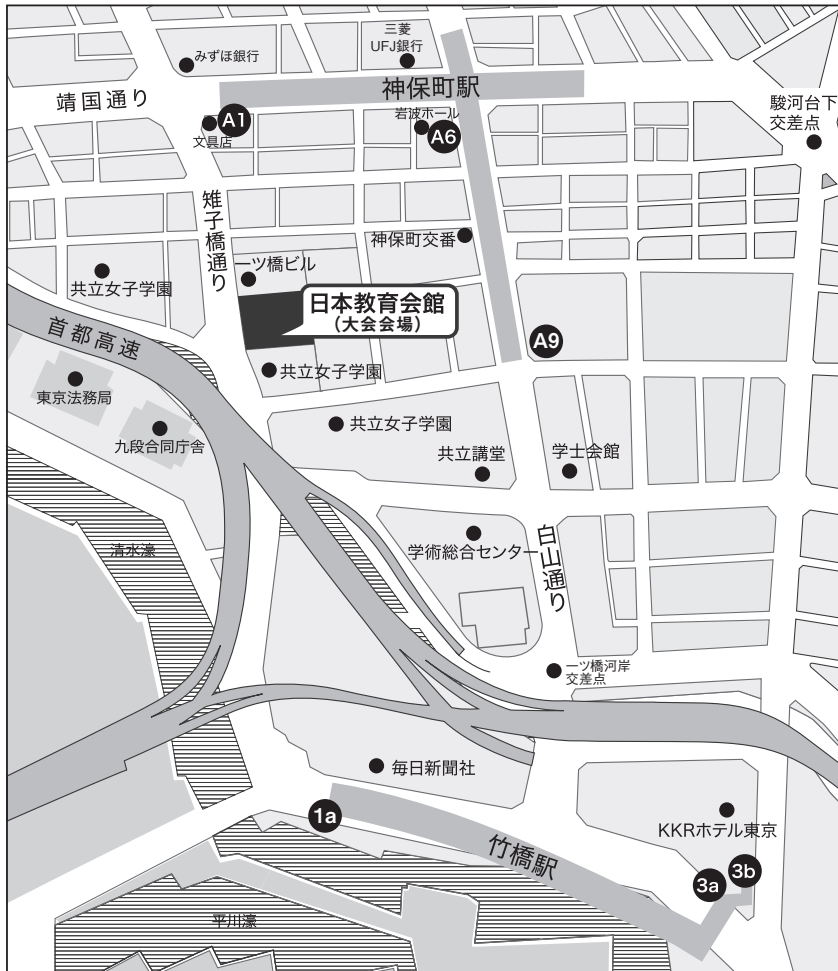 三菱
UFJ銀行
みずほ銀行
靖国通り
神保町駅
駿河台下
交差点
岩波ホール
A1
A6
文具店
雉子橋通り
神保町交番
一ツ橋ビル
共立女子学園
日本教育会館
(大会会場)
首都高速
A9
共立女子学園
東京法務局
共立女子学園
九段合同庁舎
共立講堂
学士会館
清水濠
学術総合センター
白山通り
一ツ橋河岸
交差点
毎日新聞社
1a
KKRホテル東京
竹橋駅
3a
3b
平川濠